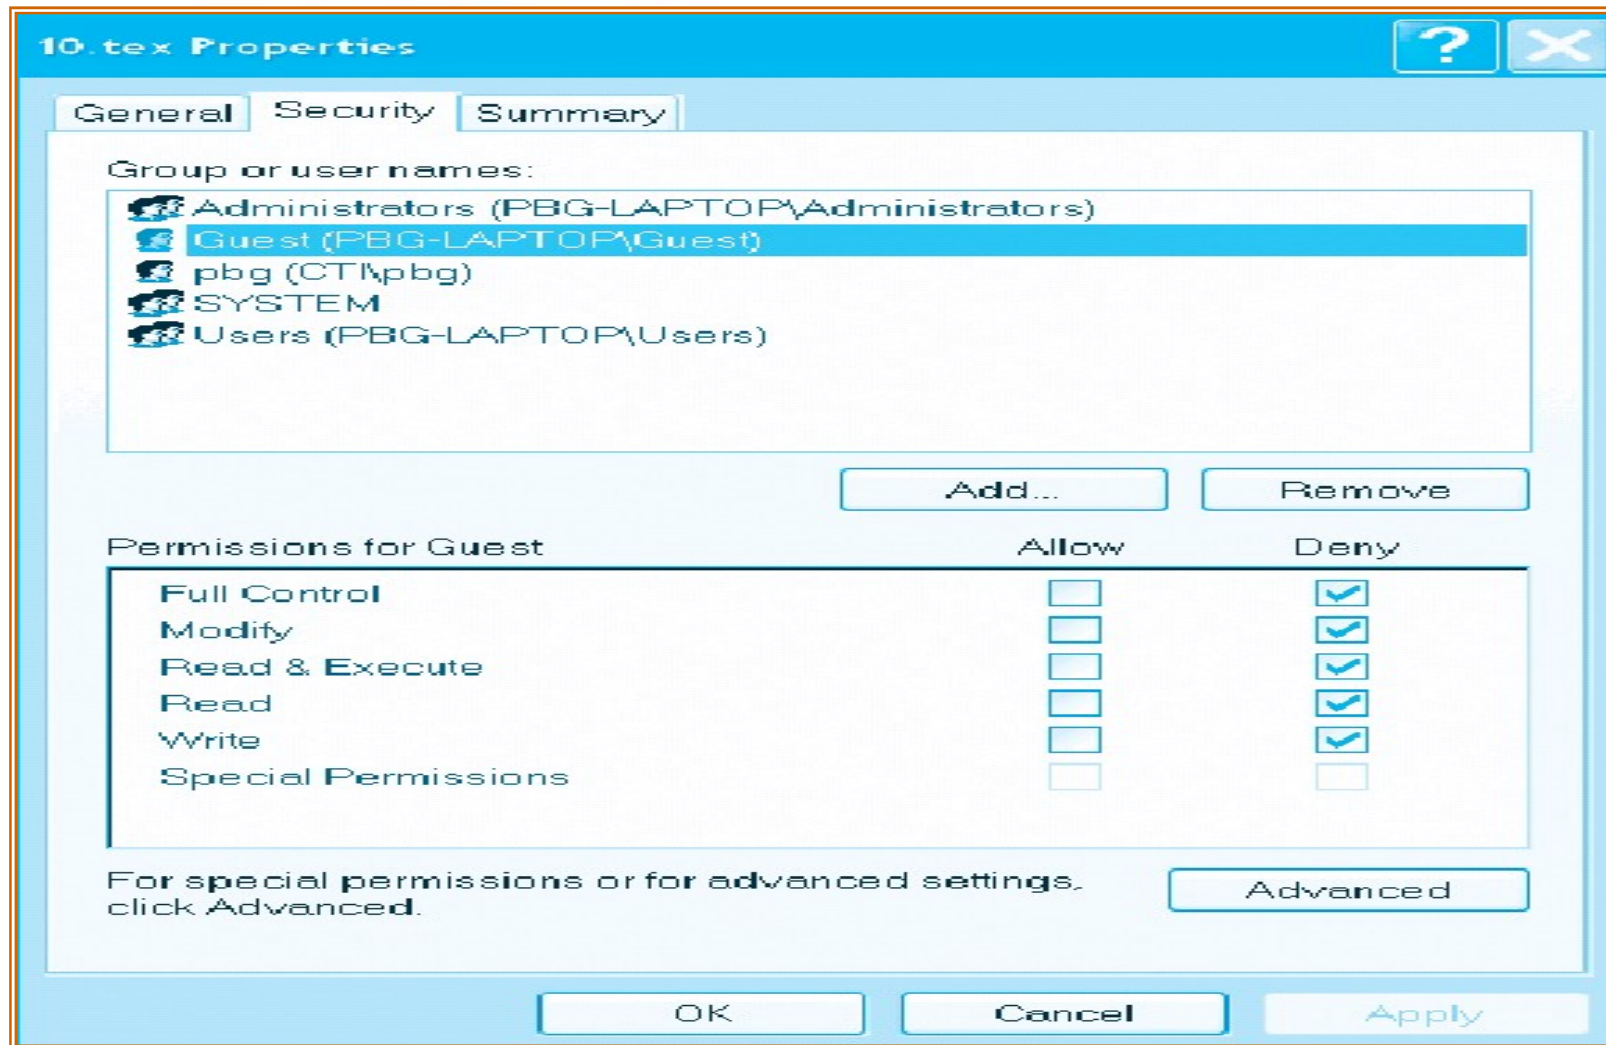 10.tex Properties
?
General Security Summary
Group or user names:
Administrators (PBG-LAPTOP\Administrators)
Guest (PBG-LAPTOP\Guest)
pbg (CTI\pbg)
SYSTEM
Users (PBG-LAPTOP\Users)
Add... Remove
Permissions for Guest Allow Deny
Full Control
Modify
Read & Execute
Read
Write
Special Permissions
For special permissions or for advanced settings,
click Advanced.
Advanced
OK Cancel Apply